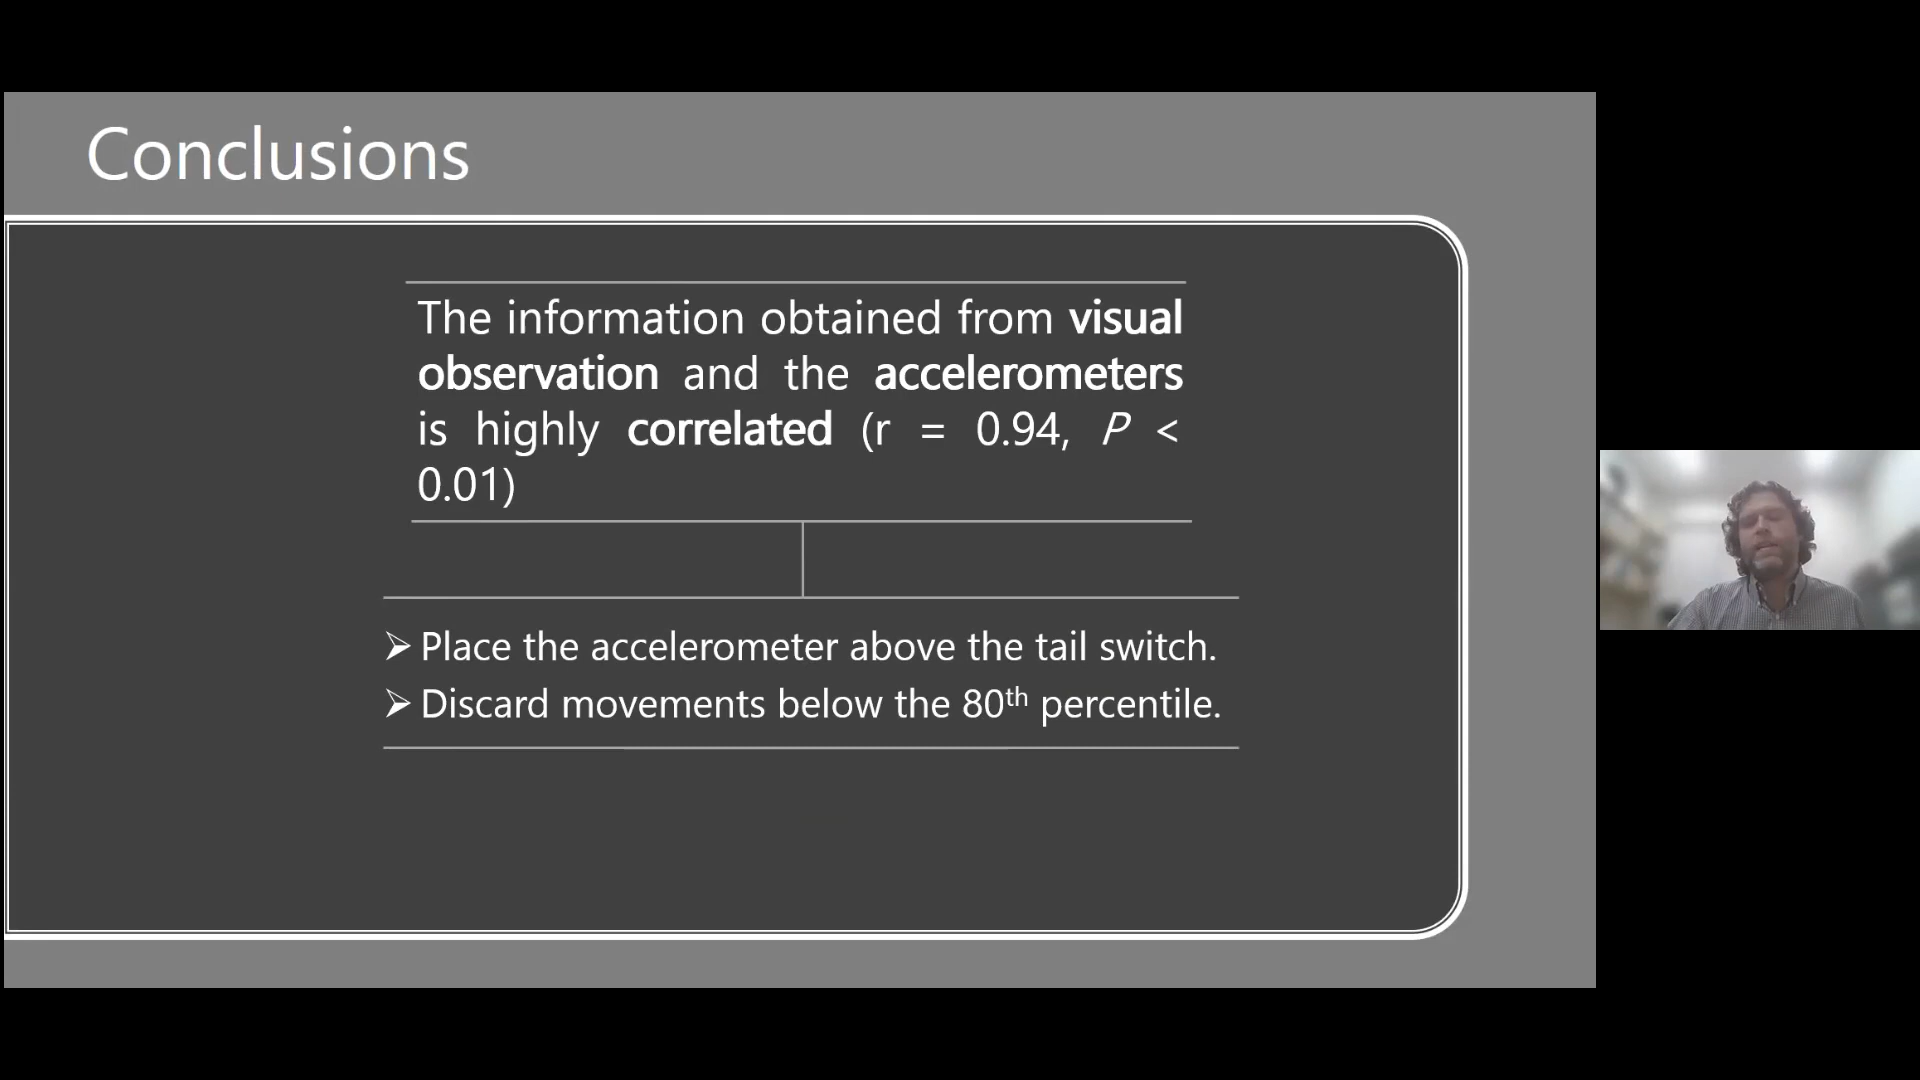 Conclusions
The information obtained from visual
observation and the accelerometers
is highly correlated (r = 0.94, P <
0.01)
➢ Place the accelerometer above the tail switch.
➢ Discard movements below the 80th percentile.